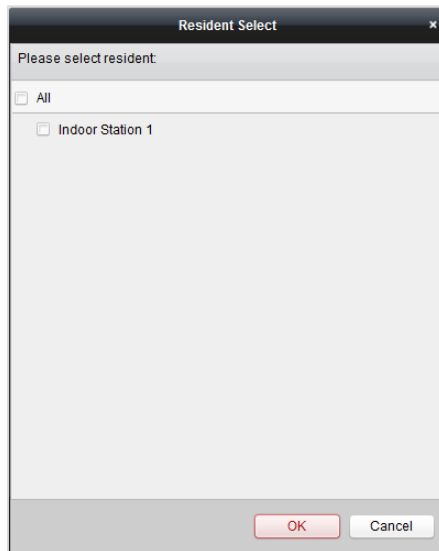 Resident Select
×
Please select resident:
All
Indoor Station 1
OK
Cancel